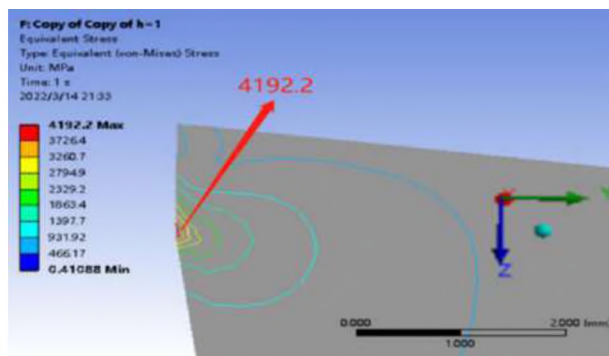 F: Copy of Copy of h=1
Equivalent Stress
Type: Equivalent (von-Mises) Stress
Unit: MPa
Time: 1 s
2022/3/14 21:33
4192.2
4192.2 Max
3726.4
3260.7
2794.9
2329.2
1863.4
1397.7
931.92
466.17
0.41088 Min
Y
Z
0.000
2.000 (mm)
1.000